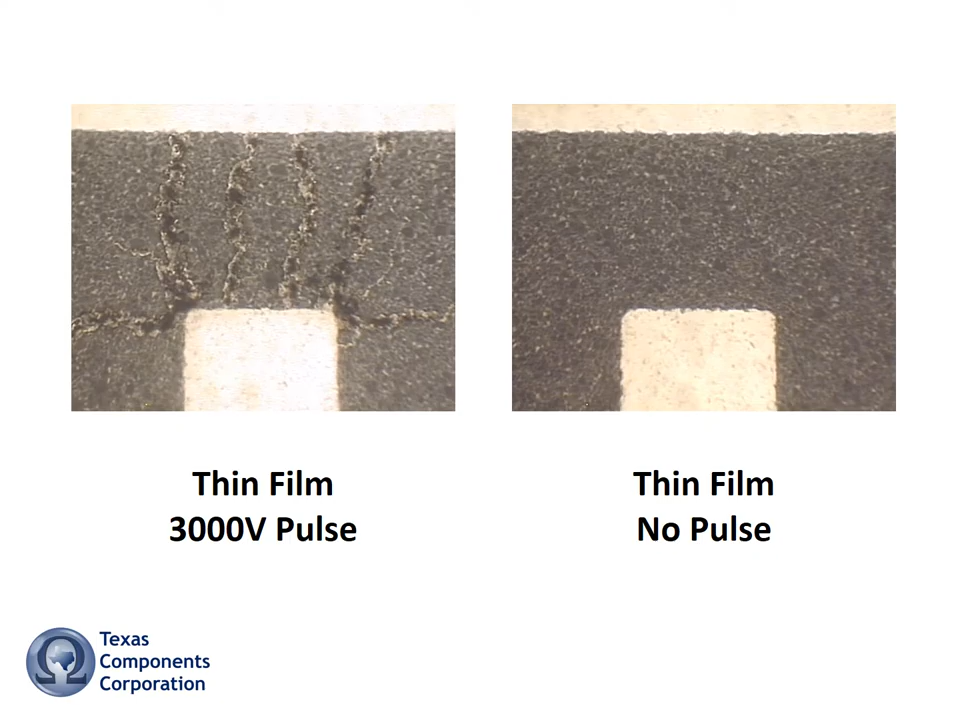 Thin Film
3000V Pulse
Thin Film
No Pulse
Texas
Components
Corporation